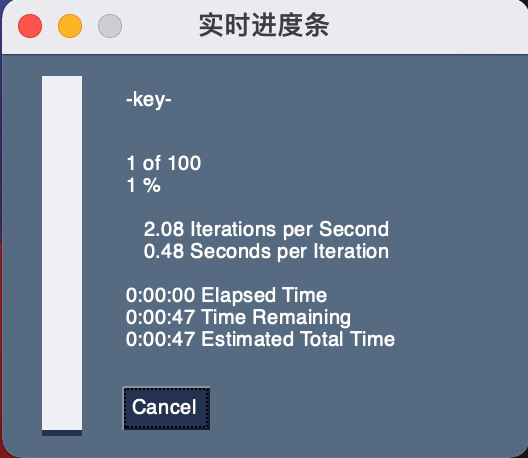 实时进度条
-key-
1 of 100
1 %
2.08 Iterations per Second
0.48 Seconds per Iteration
0:00:00 Elapsed Time
0:00:47 Time Remaining
0:00:47 Estimated Total Time
Cancel